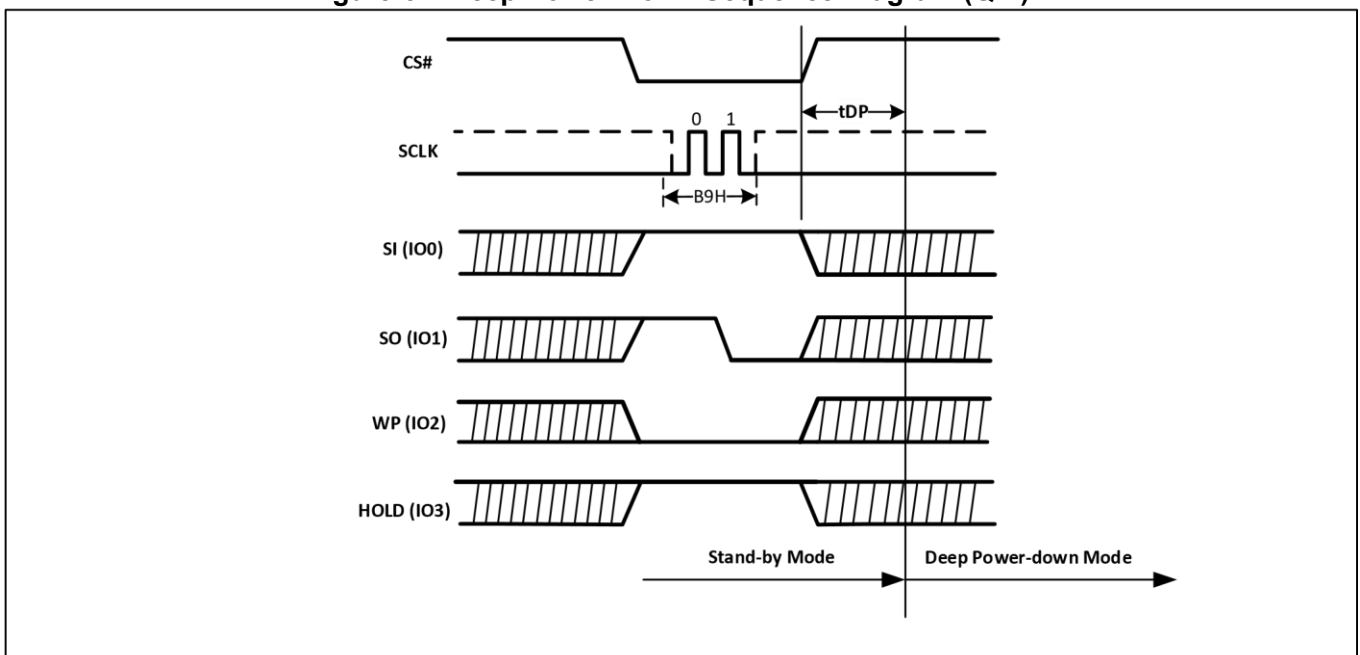 CS#
tDP
0 1
SCLK
B9H
SI (IO0)
SO (IO1)
WP (IO2)
HOLD (IO3)
Stand-by Mode Deep Power-down Mode